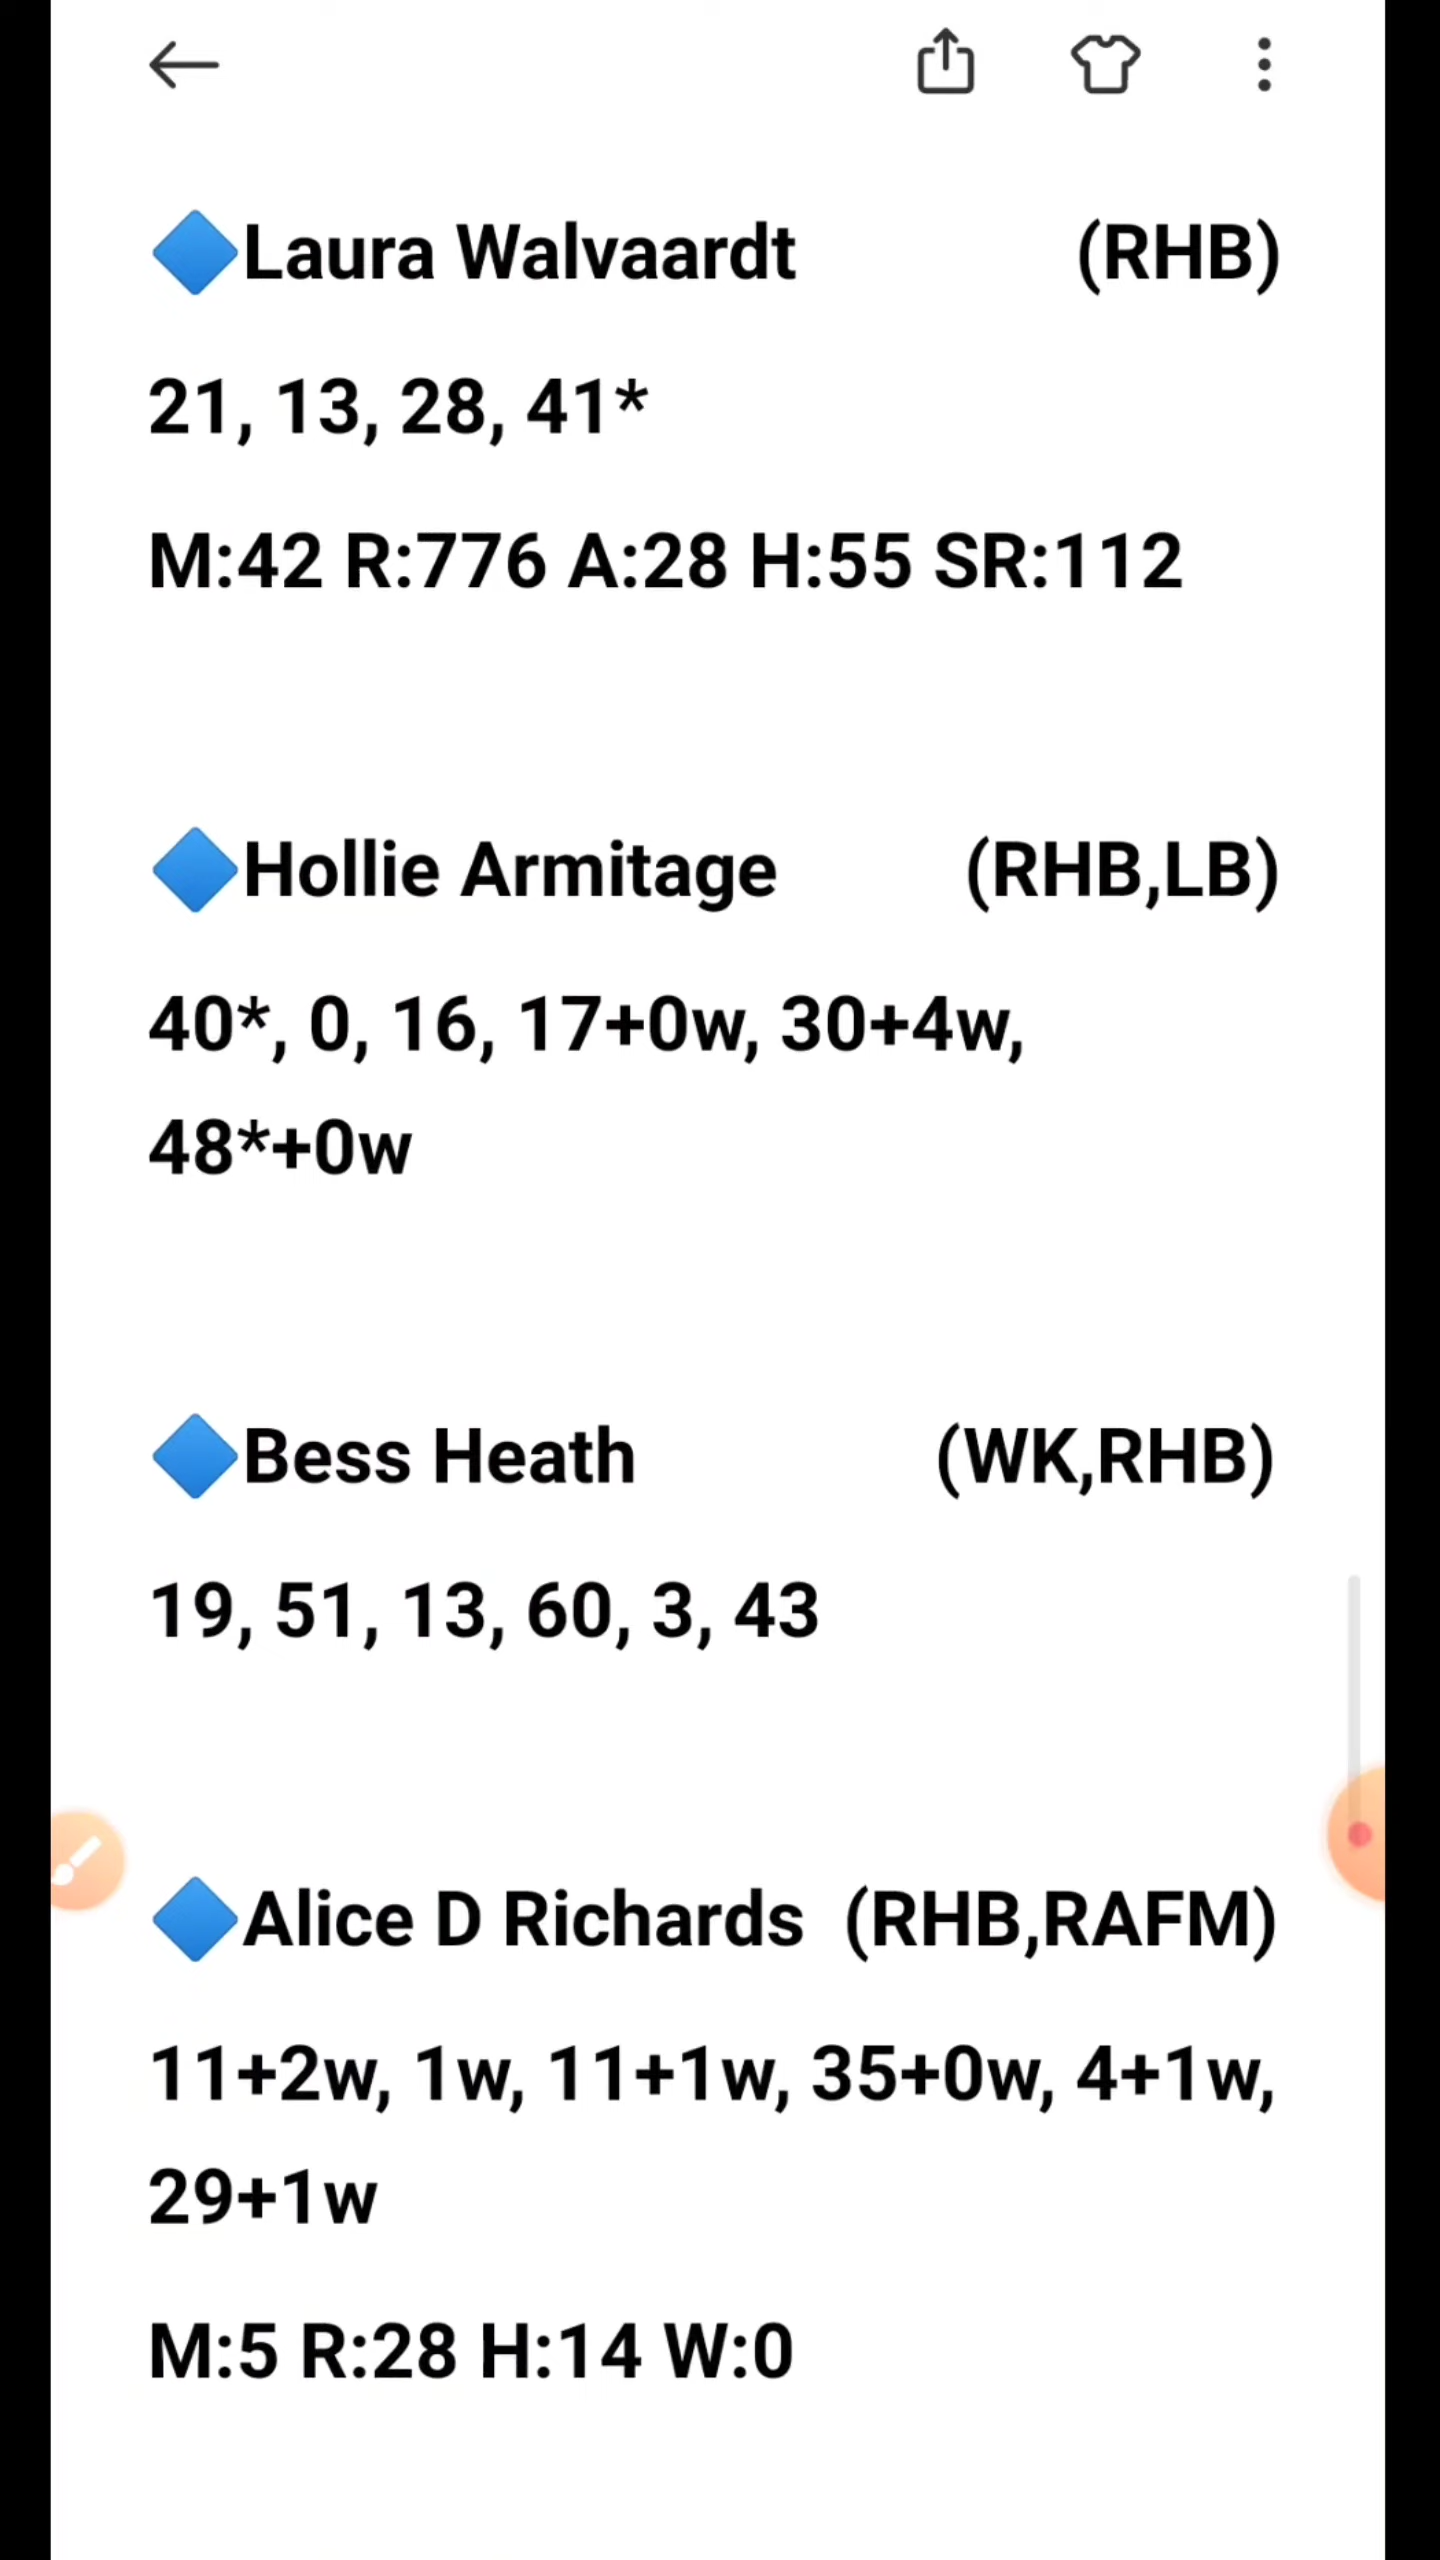 🔷Laura Walvaardt (RHB)
21, 13, 28, 41*
M:42 R:776 A:28 H:55 SR:112
🔷Hollie Armitage (RHB,LB)
40*, 0, 16, 17+0w, 30+4w,
48*+0w
🔷Bess Heath (WK,RHB)
19, 51, 13, 60, 3, 43
🔷Alice D Richards (RHB,RAFM)
11+2w, 1w, 11+1w, 35+0w, 4+1w,
29+1w
M:5 R:28 H:14 W:0